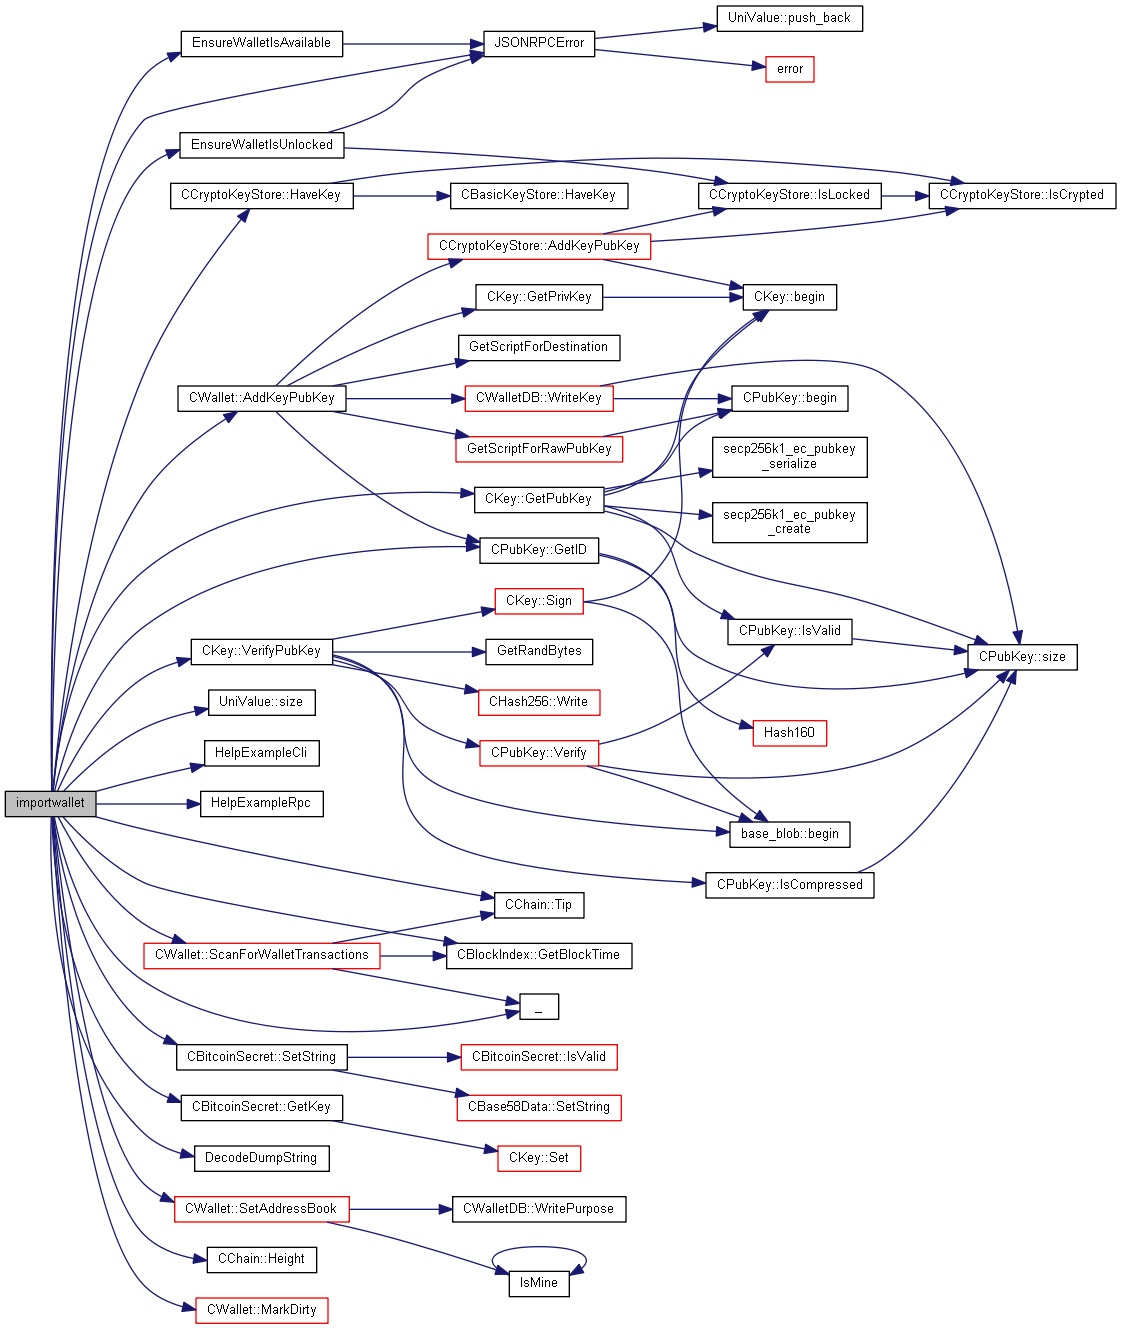 UniValue::push_back
EnsureWalletIsAvailable
JSONRPCError
error
EnsureWalletIsUnlocked
CCryptoKeyStore::HaveKey
CBasicKeyStore::HaveKey
CCryptoKeyStore::IsLocked
CCryptoKeyStore::IsCrypted
CCryptoKeyStore::AddKeyPubKey
CKey::GetPrivKey
CKey::begin
GetScriptForDestination
CWallet::AddKeyPubKey
CWalletDB::WriteKey
CPubKey::begin
GetScriptForRawPubKey
secp256k1_ec_pubkey
_serialize
CKey::GetPubKey
secp256k1_ec_pubkey
_create
CPubKey::GetID
CKey::Sign
CPubKey::IsValid
CKey::VerifyPubKey
GetRandBytes
CPubKey::size
UniValue::size
CHash256::Write
Hash160
HelpExampleCli
CPubKey::Verify
importwallet
HelpExampleRpc
base_blob::begin
CPubKey::IsCompressed
CChain::Tip
CWallet::ScanForWalletTransactions
CBlockIndex::GetBlockTime
_
CBitcoinSecret::SetString
CBitcoinSecret::IsValid
CBitcoinSecret::GetKey
CBase58Data::SetString
DecodeDumpString
CKey::Set
CWallet::SetAddressBook
CWalletDB::WritePurpose
CChain::Height
IsMine
CWallet::MarkDirty